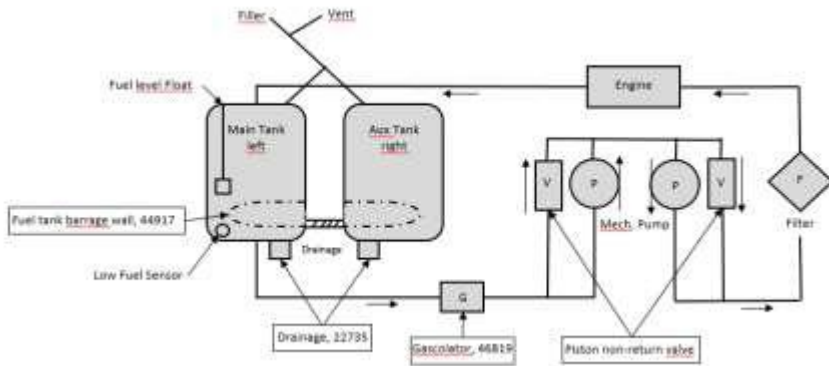 Filler
Vent
Fuel level Float
Engine
Main Tank
left
Aux Tank
right
V
P
P
V
F
Fuel tank barrage wall, 44917
Mech. Pump
Filter
Drainage
Low Fuel Sensor
G
Drainage, 22735
Gascolator, 46819
Piston non-return valve